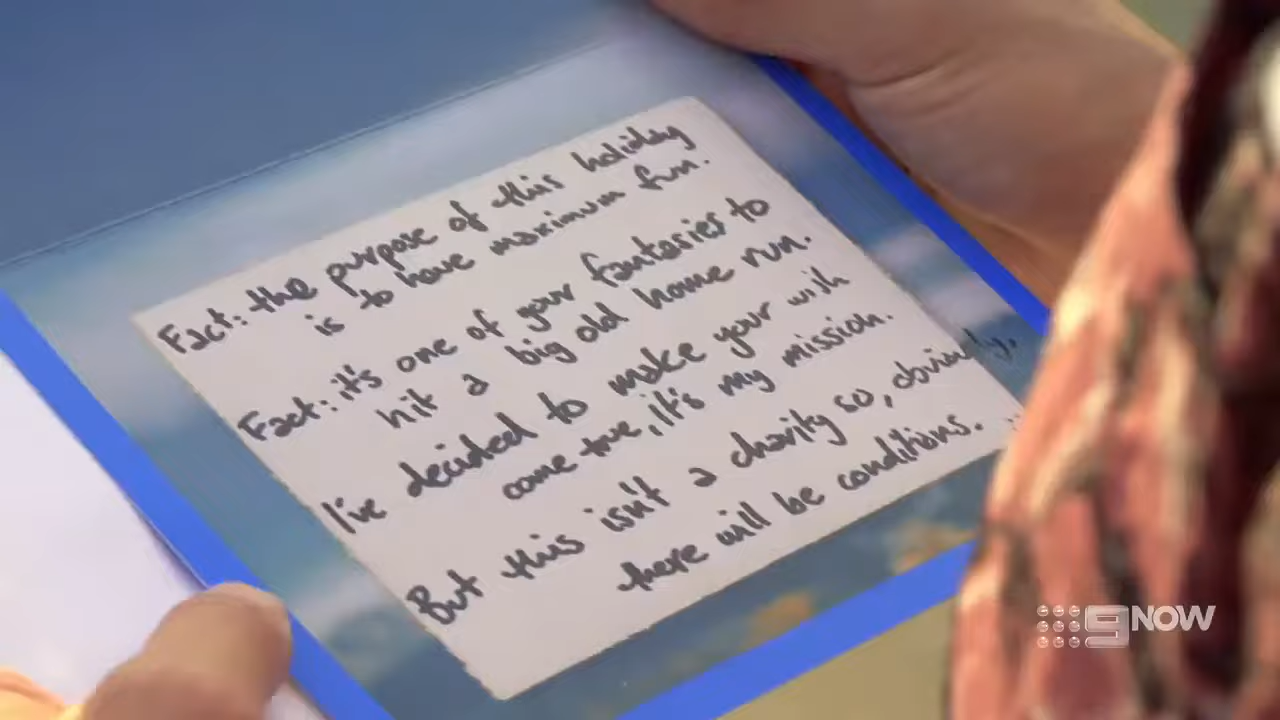 Fact: the purpose of this holiday
is to have maximum fun.
Fact: it's one of your fantasies to
hit a big old home run.
I've decided to make your wish
come true, it's my mission.
But this isn't a charity so, obviously,
there will be conditions.
9NOW